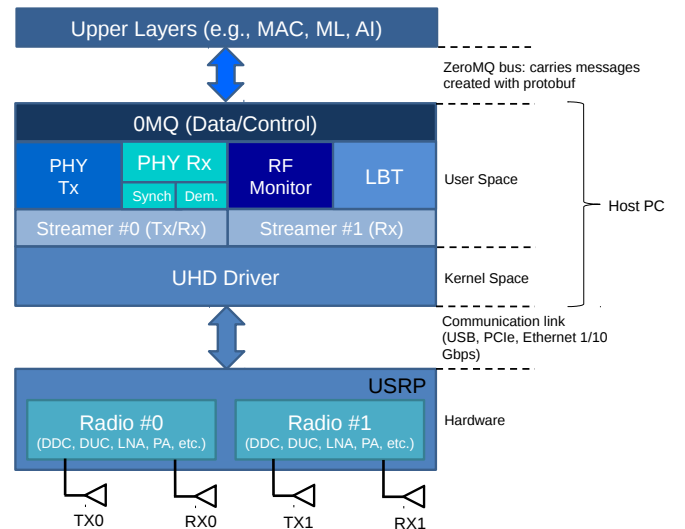 Upper Layers (e.g., MAC, ML, AI)
ZeroMQ bus: carries messages
created with protobuf
0MQ (Data/Control)
PHY
Tx
PHY Rx
Synch
Dem.
RF
Monitor
LBT
User Space
Host PC
Streamer #0 (Tx/Rx)
Streamer #1 (Rx)
UHD Driver
Kernel Space
Communication link
(USB, PCIe, Ethernet 1/10
Gbps)
USRP
Radio #0
(DDC, DUC, LNA, PA, etc.)
Radio #1
(DDC, DUC, LNA, PA, etc.)
Hardware
TX0
RX0
TX1
RX1